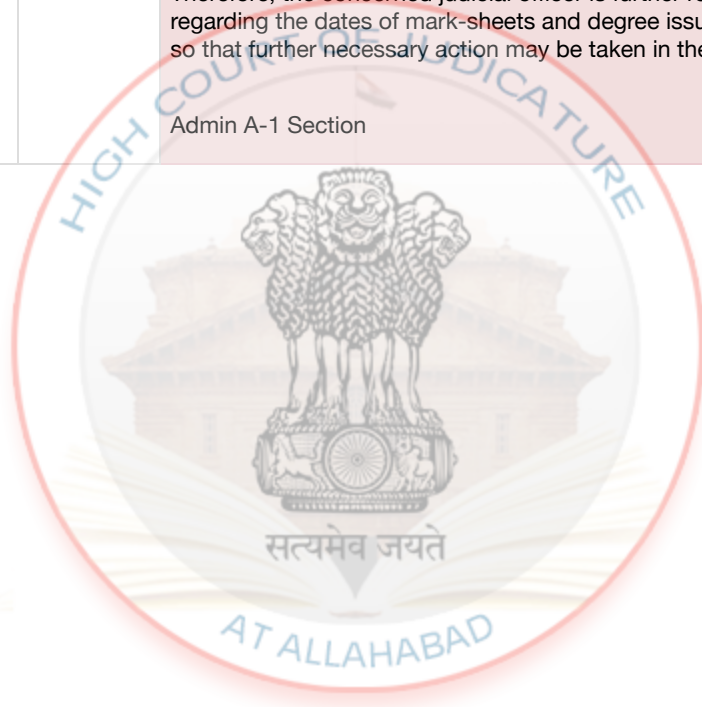 Therefore, the concerned judicial officer is further
regarding the dates of mark-sheets and degree issu
so that further necessary action may be taken in the
Admin A-1 Section
HIGH COURT OF JUDICATURE
सत्यमेव जयते
AT ALLAHABAD